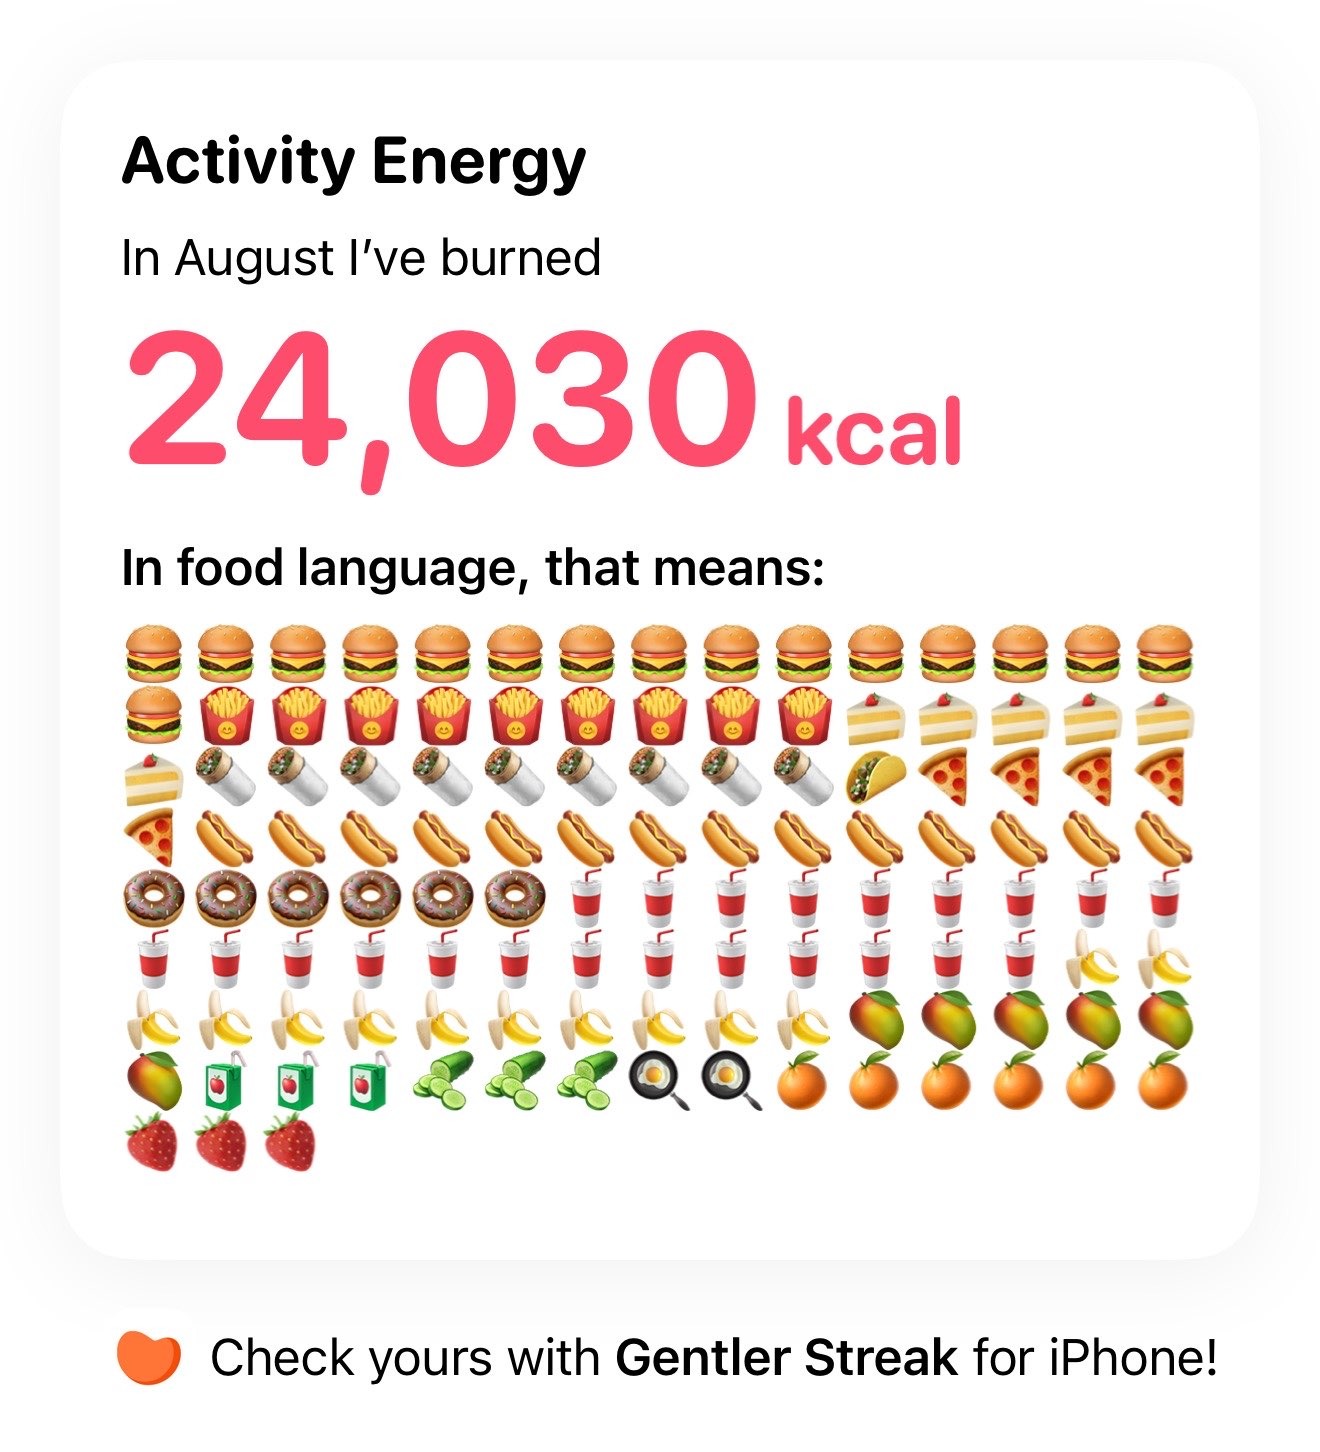 Activity Energy
In August I’ve burned
24,030 kcal
In food language, that means:
Check yours with Gentler Streak for iPhone!